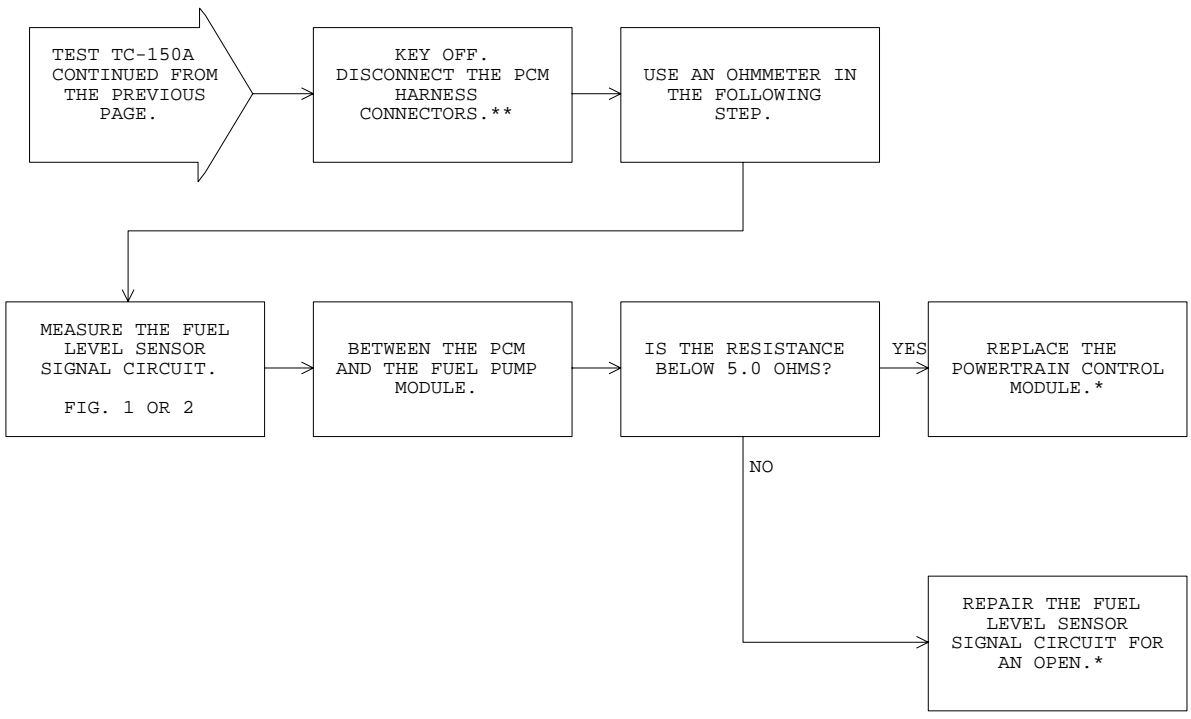 TEST TC-150A
CONTINUED FROM
THE PREVIOUS
PAGE.
KEY OFF.
DISCONNECT THE PCM
HARNESS
CONNECTORS.**
USE AN OHMMETER IN
THE FOLLOWING
STEP.
MEASURE THE FUEL
LEVEL SENSOR
SIGNAL CIRCUIT.
FIG. 1 OR 2
BETWEEN THE PCM
AND THE FUEL PUMP
MODULE.
IS THE RESISTANCE
BELOW 5.0 OHMS?
YES
REPLACE THE
POWERTRAIN CONTROL
MODULE.*
NO
REPAIR THE FUEL
LEVEL SENSOR
SIGNAL CIRCUIT FOR
AN OPEN.*